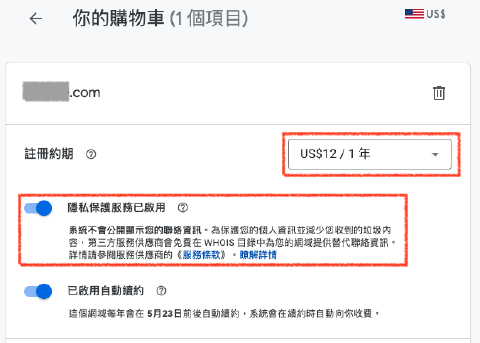 你的購物車 (1 個項目)
US$
.com
註冊約期
US$12 / 1 年
隱私保護服務已啟用
系統不會公開顯示您的聯絡資訊。為保護您的個人資訊並減少您收到的垃圾內
容，第三方服務供應商會免費在 WHOIS 目錄中為您的網域提供替代聯絡資訊。
詳情請參閱服務供應商的《服務條款》。瞭解詳情
已啟用自動續約
這個網域每年會在 5月23日前後自動續約，系統會在續約時自動向你收費。